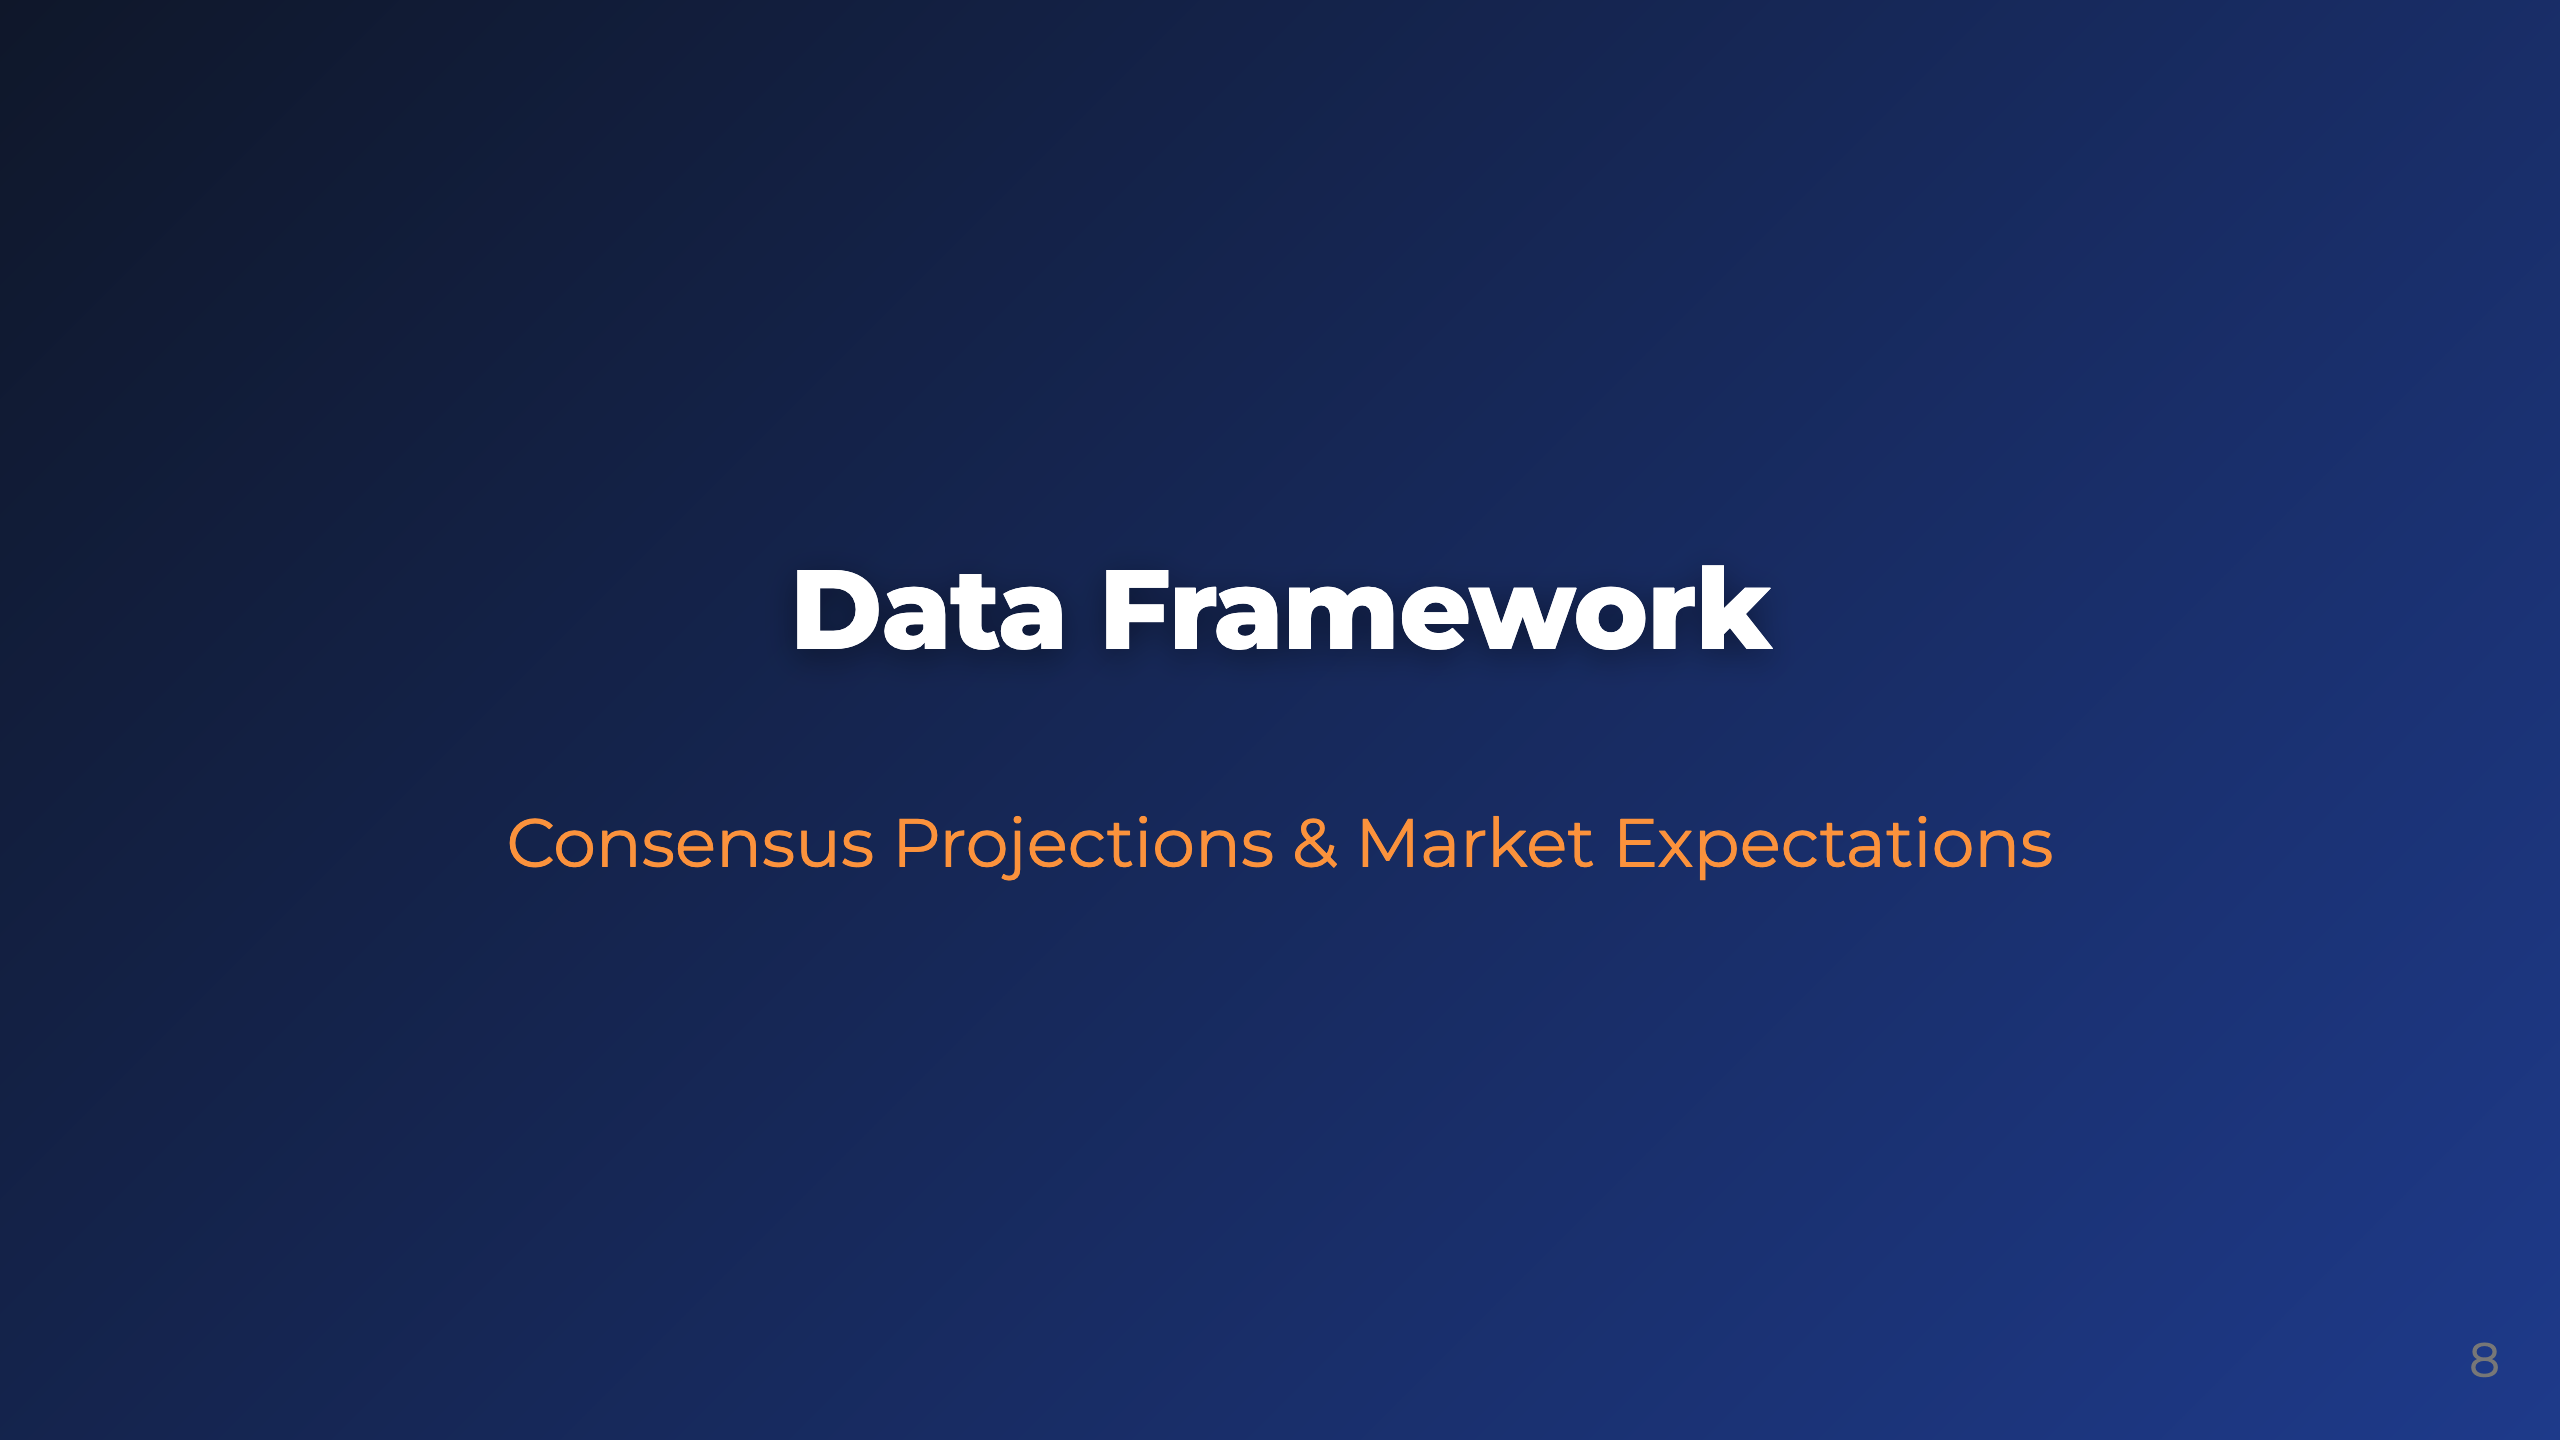 Data Framework
Consensus Projections & Market Expectations
8